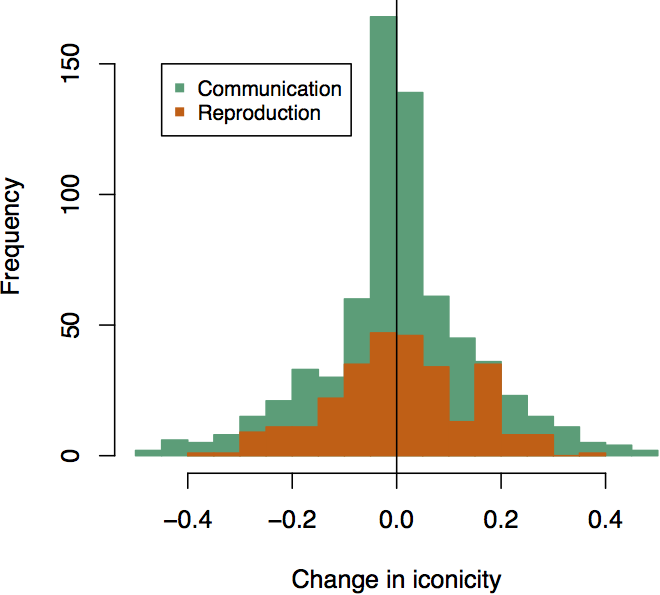 150
100
50
0
Frequency
Communication
Reproduction
−0.4 −0.2 0.0 0.2 0.4
Change in iconicity